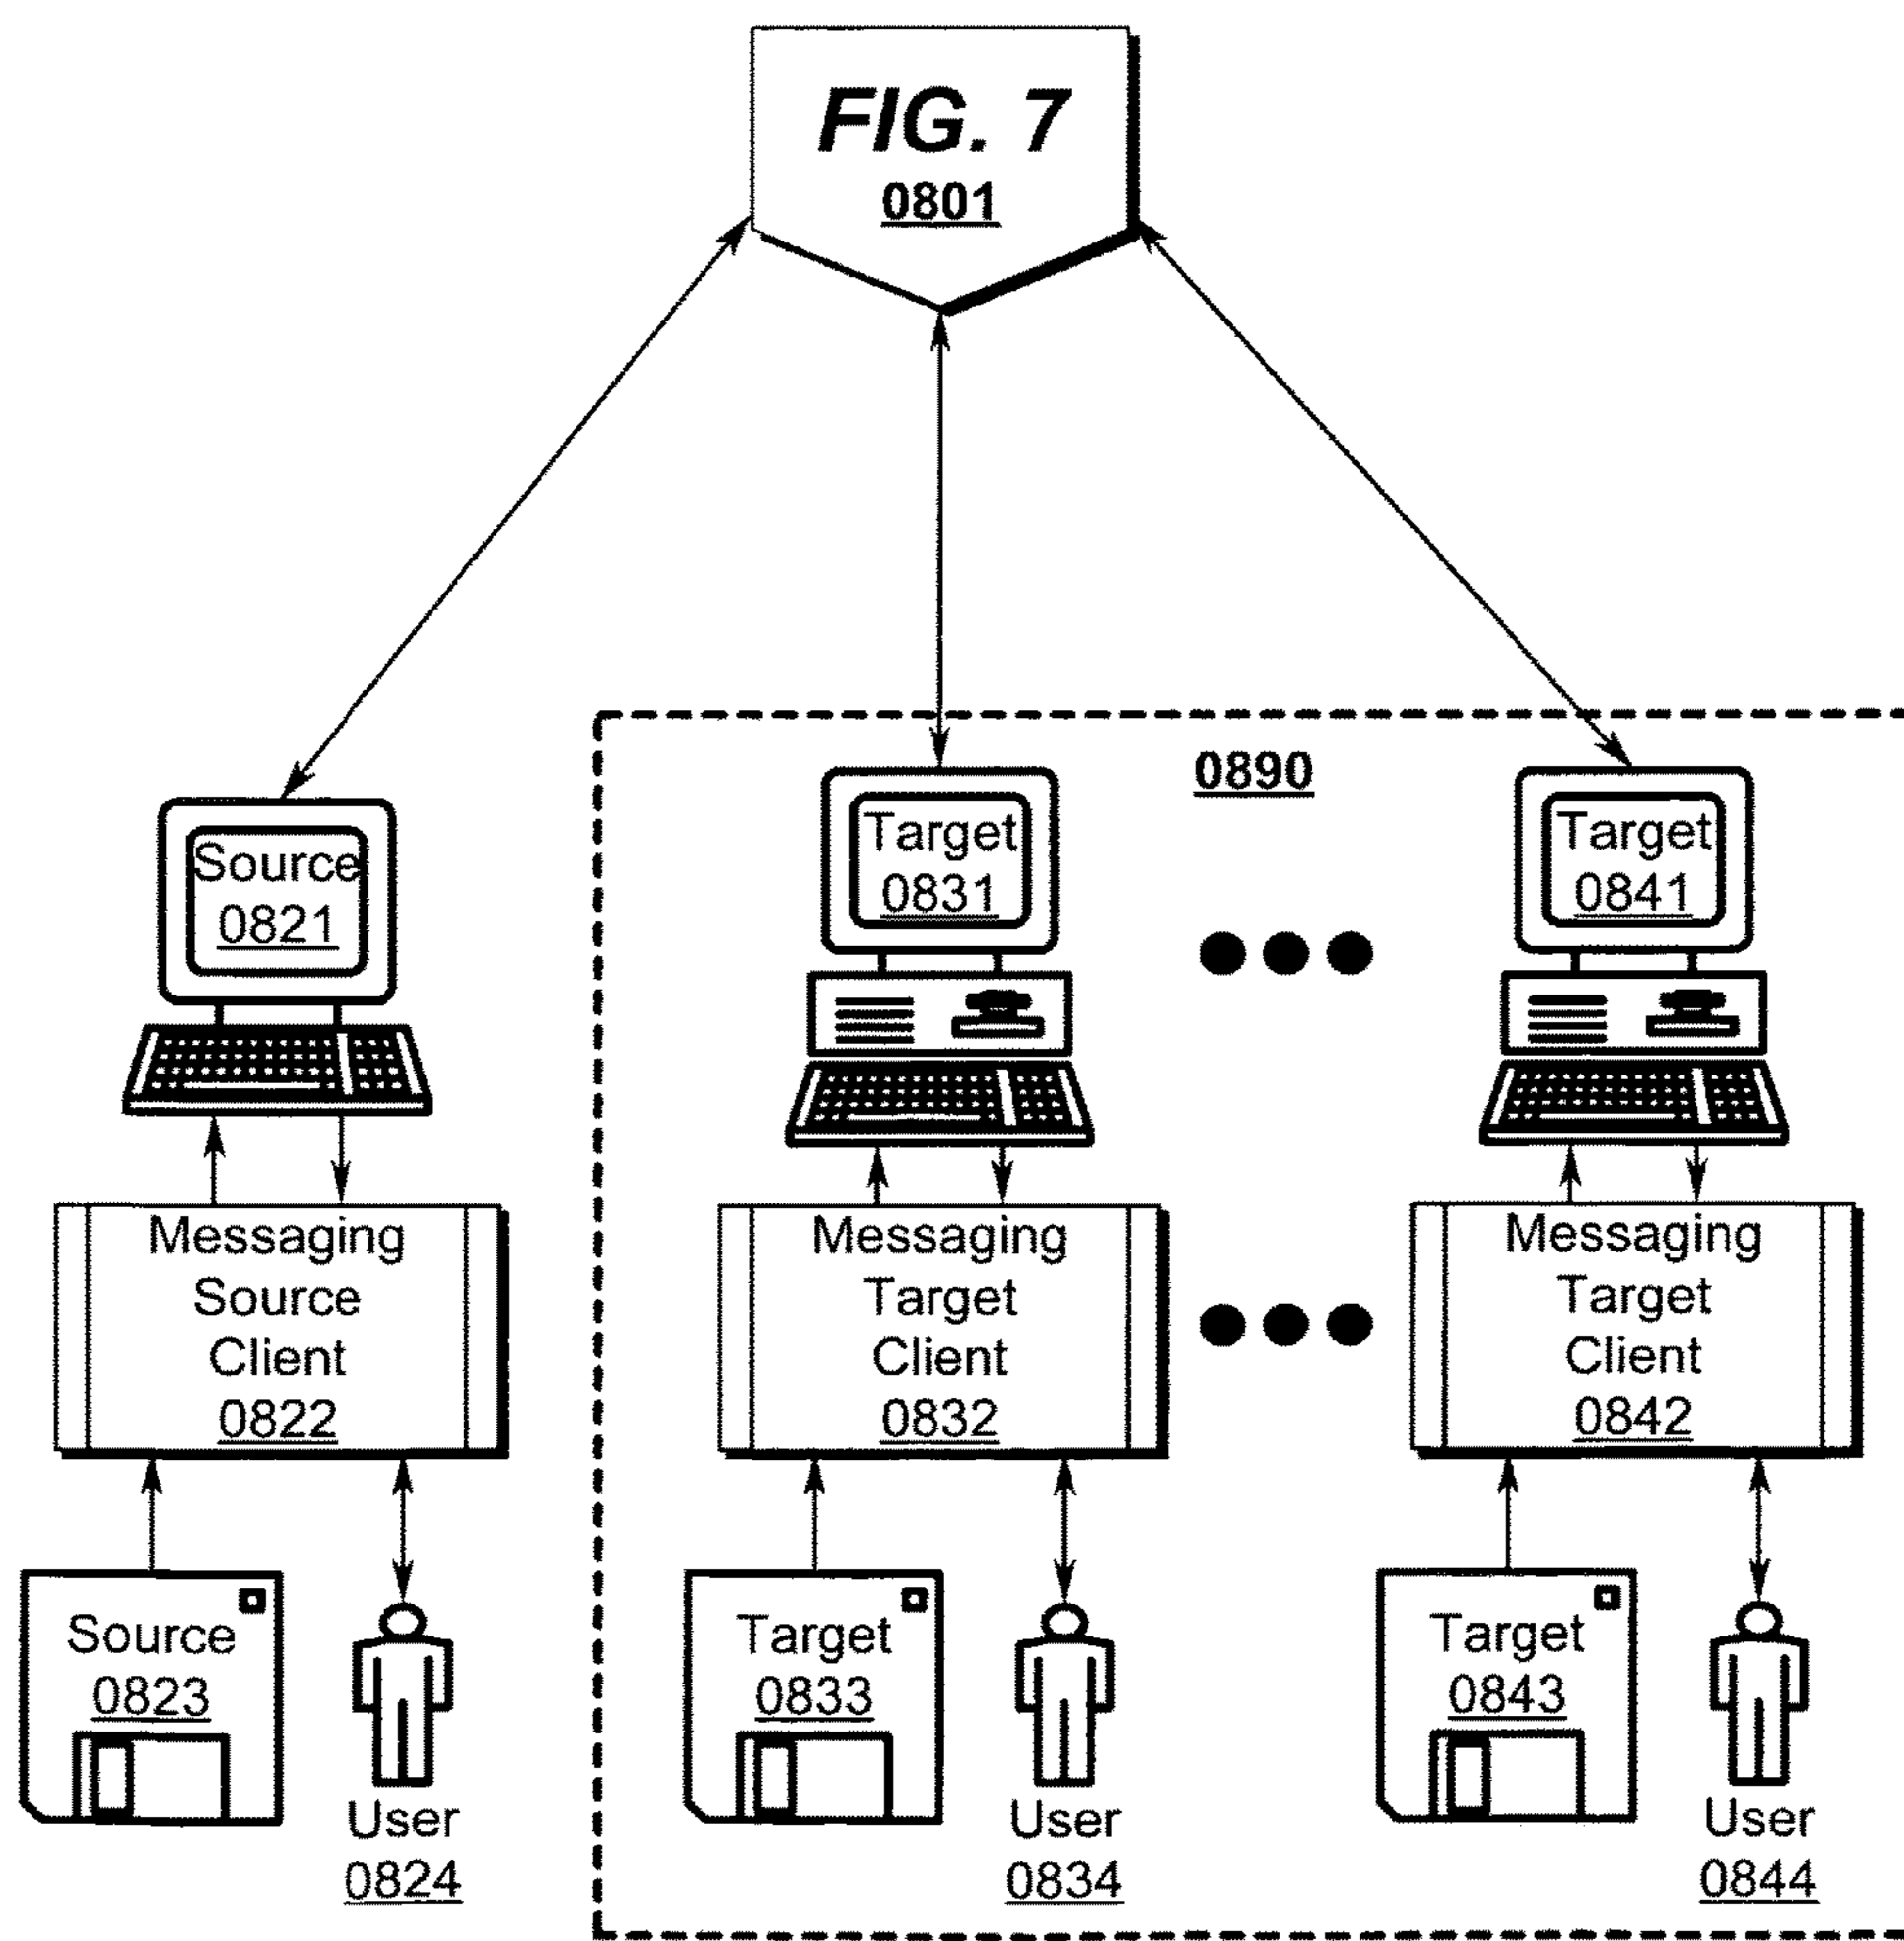 FIG. 7
0801
0890
Source
0821
Target
0831
Target
0841
Messaging
Source
Client
0822
Messaging
Target
Client
0832
Messaging
Target
Client
0842
Source
0823
User
0824
Target
0833
User
0834
Target
0843
User
0844